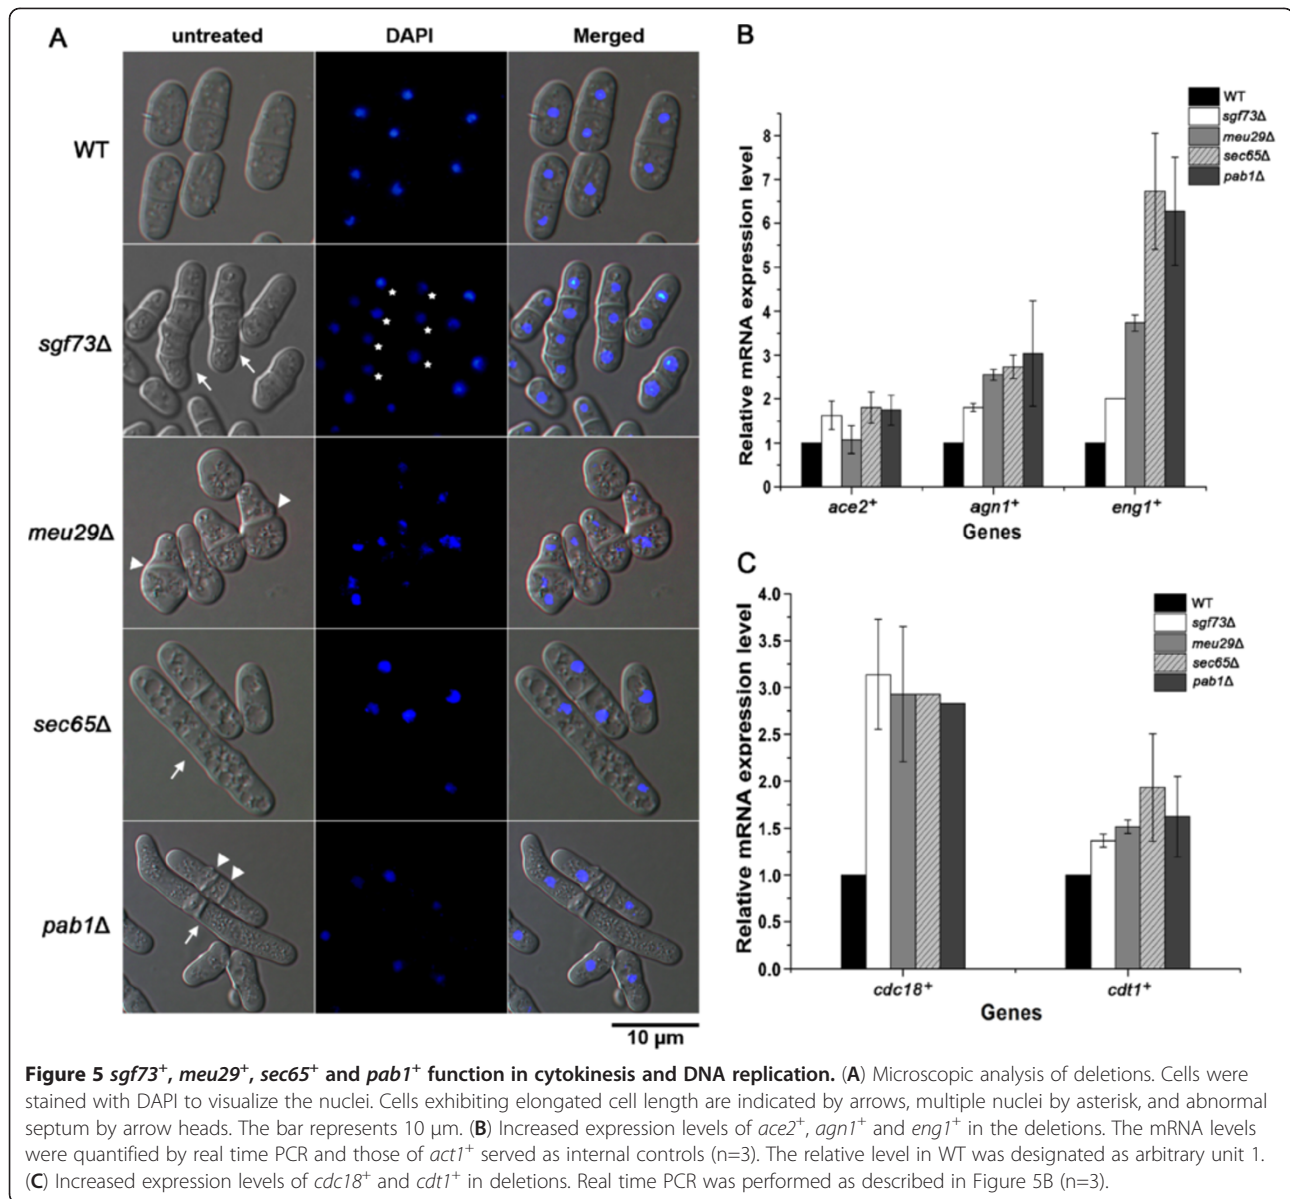 A
untreated DAPI Merged
WT
sgf73Δ
meu29Δ
sec65Δ
pab1Δ
10 μm
B
WT
sgf73Δ
meu29Δ
sec65Δ
pab1Δ
Relative mRNA expression level
8
7
6
5
4
3
2
1
0
ace2⁺ agn1⁺ eng1⁺
Genes
C
WT
sgf73Δ
meu29Δ
sec65Δ
pab1Δ
Relative mRNA expression level
4.0
3.5
3.0
2.5
2.0
1.5
1.0
0.5
0.0
cdc18⁺ cdt1⁺
Genes
Figure 5 sgf73⁺, meu29⁺, sec65⁺ and pab1⁺ function in cytokinesis and DNA replication. (A) Microscopic analysis of deletions. Cells were
stained with DAPI to visualize the nuclei. Cells exhibiting elongated cell length are indicated by arrows, multiple nuclei by asterisk, and abnormal
septum by arrow heads. The bar represents 10 μm. (B) Increased expression levels of ace2⁺, agn1⁺ and eng1⁺ in the deletions. The mRNA levels
were quantified by real time PCR and those of act1⁺ served as internal controls (n=3). The relative level in WT was designated as arbitrary unit 1.
(C) Increased expression levels of cdc18⁺ and cdt1⁺ in deletions. Real time PCR was performed as described in Figure 5B (n=3).